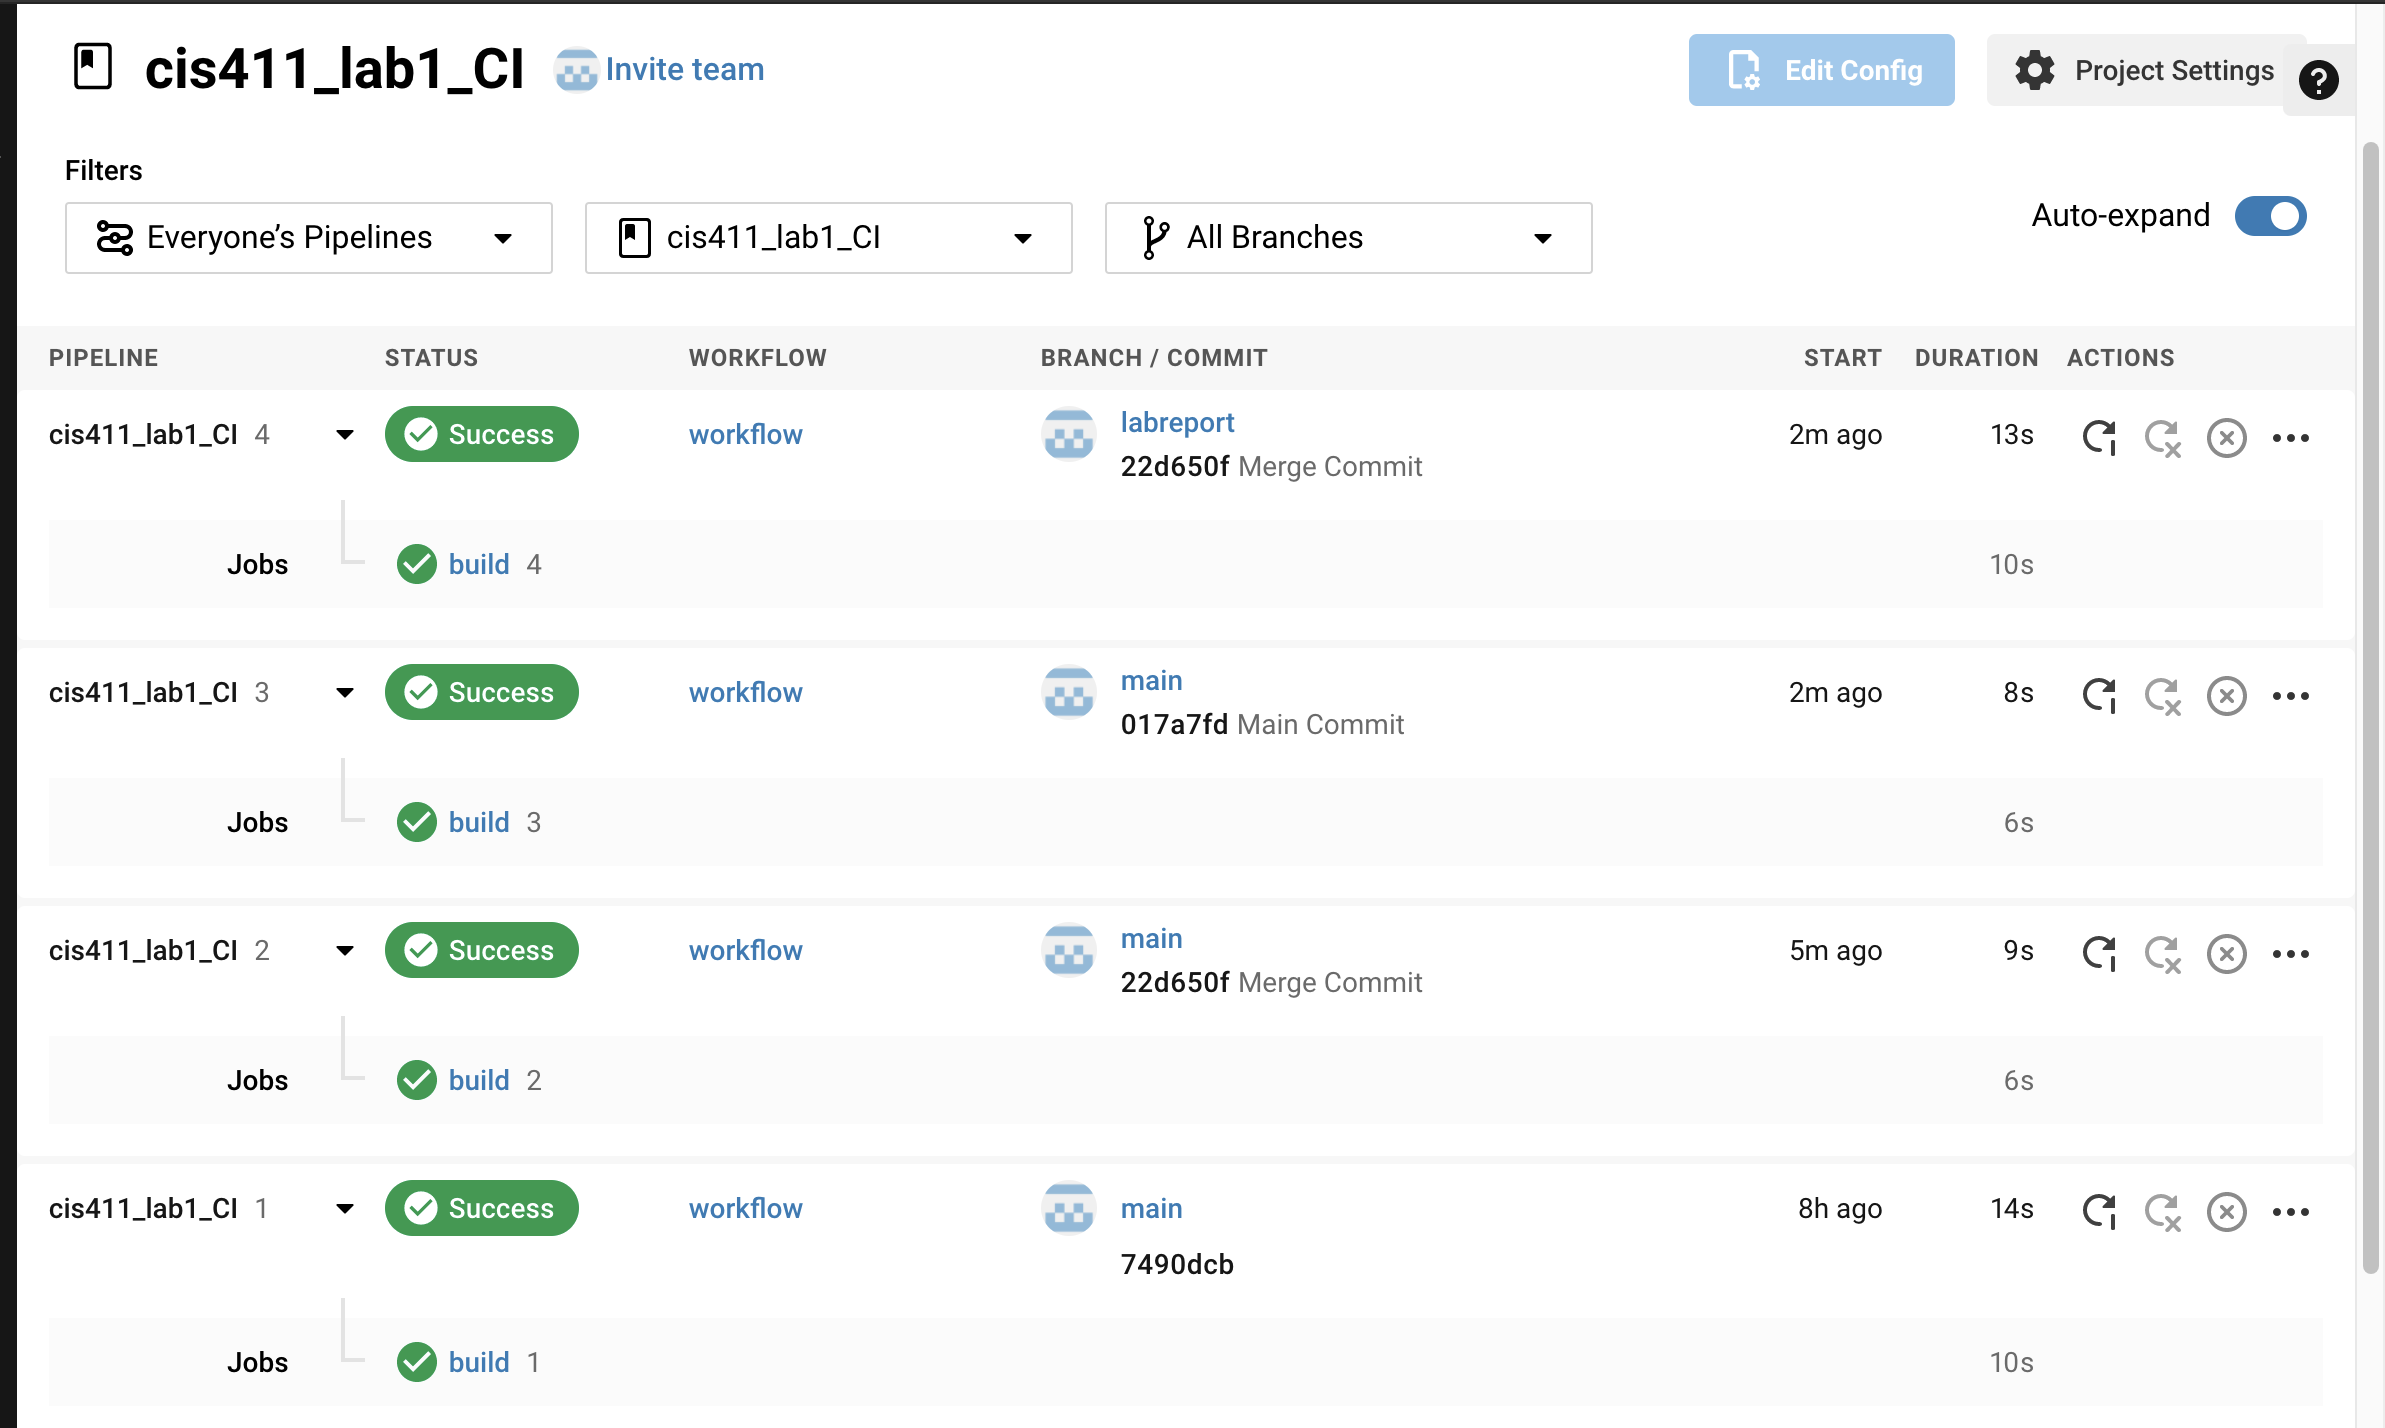 cis411_lab1_CI Invite team Edit Config Project Settings ?
Filters
Everyone’s Pipelines cis411_lab1_CI All Branches Auto-expand
PIPELINE STATUS WORKFLOW BRANCH / COMMIT START DURATION ACTIONS
cis411_lab1_CI 4 Success workflow labreport 2m ago 13s
22d650f Merge Commit
Jobs build 4 10s
cis411_lab1_CI 3 Success workflow main 2m ago 8s
017a7fd Main Commit
Jobs build 3 6s
cis411_lab1_CI 2 Success workflow main 5m ago 9s
22d650f Merge Commit
Jobs build 2 6s
cis411_lab1_CI 1 Success workflow main 8h ago 14s
7490dcb
Jobs build 1 10s